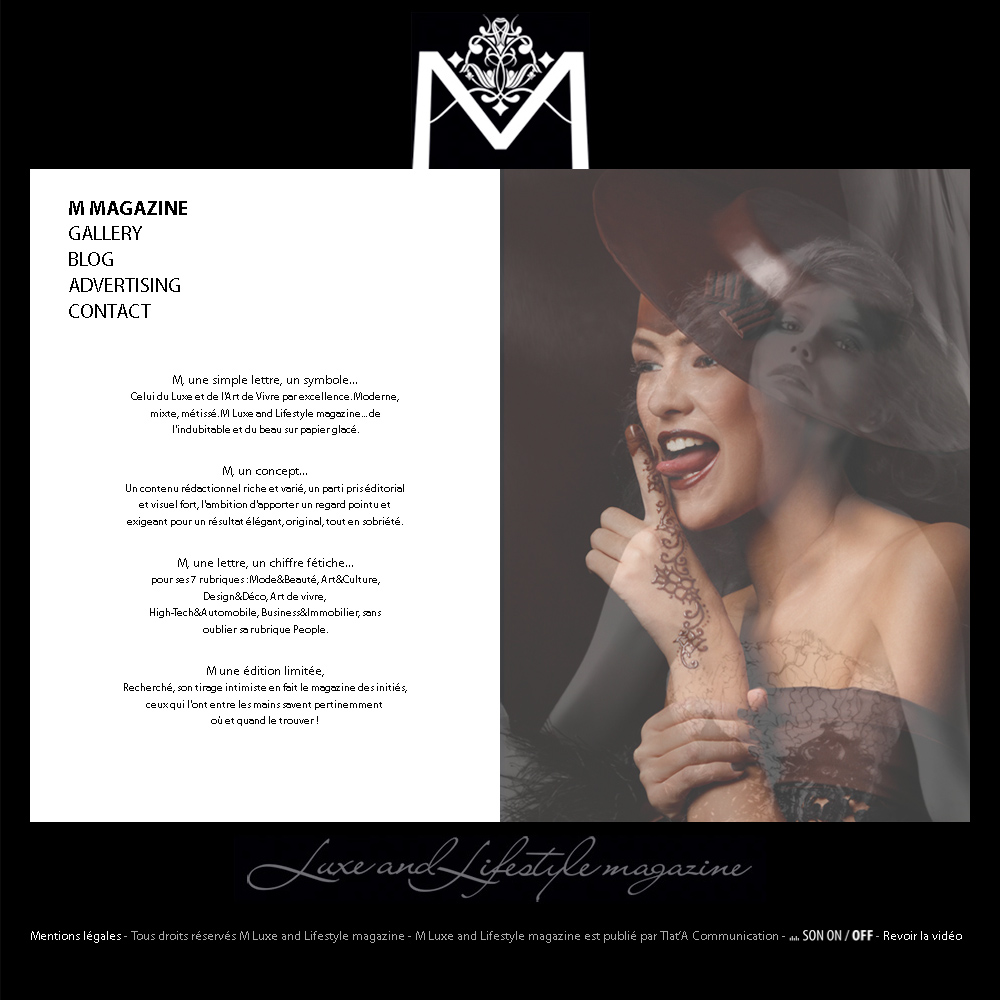 M
M MAGAZINE
GALLERY
BLOG
ADVERTISING
CONTACT
M, une simple lettre, un symbole...
Celui du Luxe et de l'Art de Vivre par excellence.Moderne,
mixte, métissé.M Luxe and Lifestyle magazine...de
l'indubitable et du beau sur papier glacé.
M, un concept...
Un contenu rédactionnel riche et varié, un parti pris éditorial
et visuel fort, l'ambition d'apporter un regard pointu et
exigeant pour un résultat élégant, original, tout en sobriété.
M, une lettre, un chiffre fétiche...
pour ses 7 rubriques :Mode&Beauté, Art&Culture,
Design&Déco, Art de vivre,
High-Tech&Automobile, Business&Immobilier, sans
oublier sa rubrique People.
M une édition limitée,
Recherché, son tirage intimiste en fait le magazine des initiés,
ceux qui l'ont entre les mains savent pertinemment
où et quand le trouver !
Luxe and Lifestyle magazine
Mentions légales - Tous droits réservés M Luxe and Lifestyle magazine - M Luxe and Lifestyle magazine est publié par Tlat'A Communication - SON ON / OFF - Revoir la vidéo